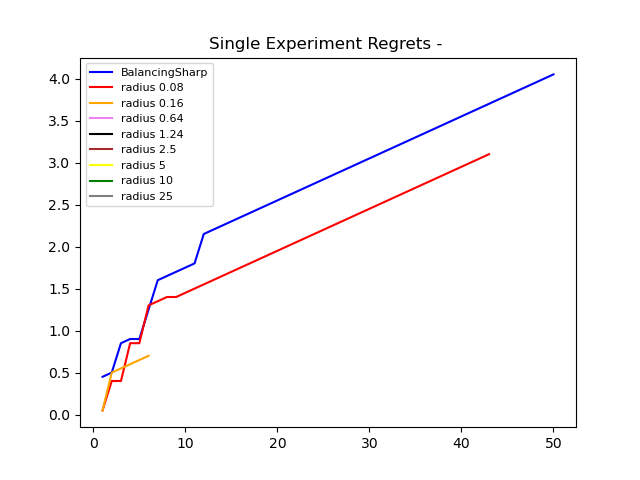 Single Experiment Regrets -
BalancingSharp
radius 0.08
radius 0.16
radius 0.64
radius 1.24
radius 2.5
radius 5
radius 10
radius 25
4.0
3.5
3.0
2.5
2.0
1.5
1.0
0.5
0.0
0 10 20 30 40 50